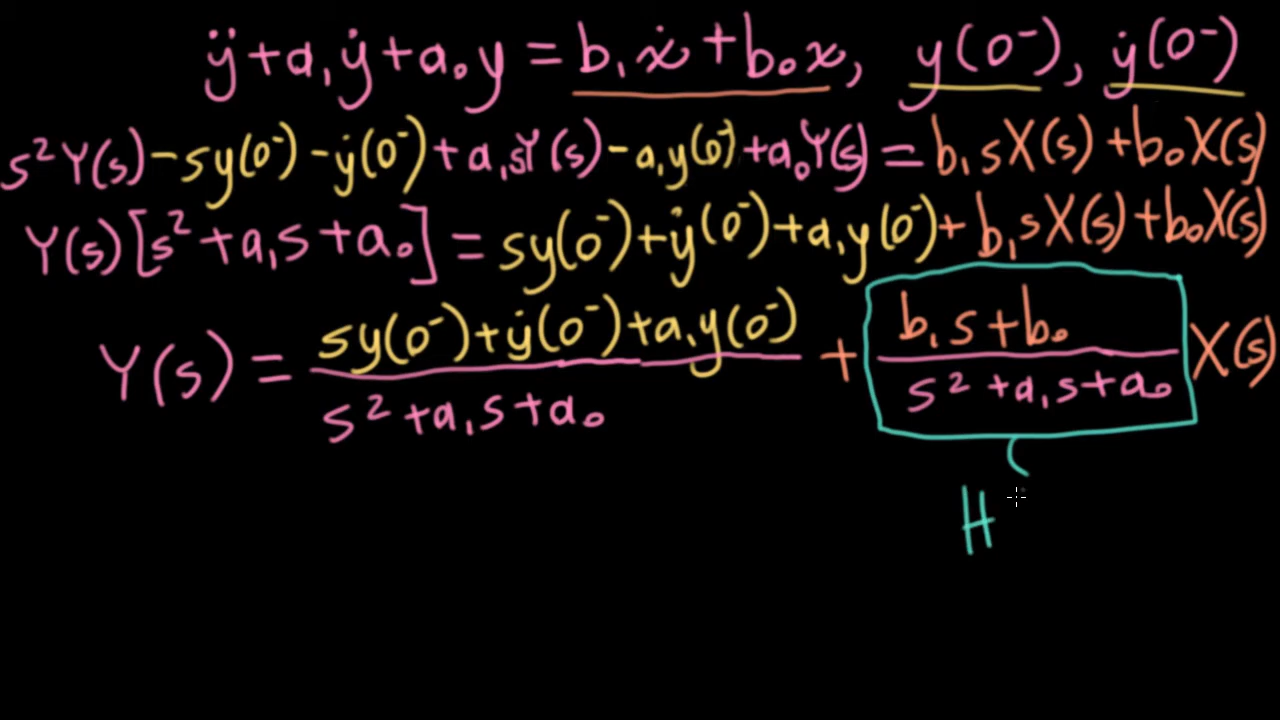 ÿ + a₁ẏ + a₀y = b₁ẋ + b₀x, y(0⁻), ẏ(0⁻)
s²Y(s) - sy(0⁻) - ẏ(0⁻) + a₁sY(s) - a₁y(0⁻) + a₀Y(s) = b₁sX(s) + b₀X(s)
Y(s)[s² + a₁s + a₀] = sy(0⁻) + ẏ(0⁻) + a₁y(0⁻) + b₁sX(s) + b₀X(s)
sy(0⁻) + ẏ(0⁻) + a₁y(0⁻) b₁s + b₀
Y(s) = + X(s)
s² + a₁s + a₀ s² + a₁s + a₀
H